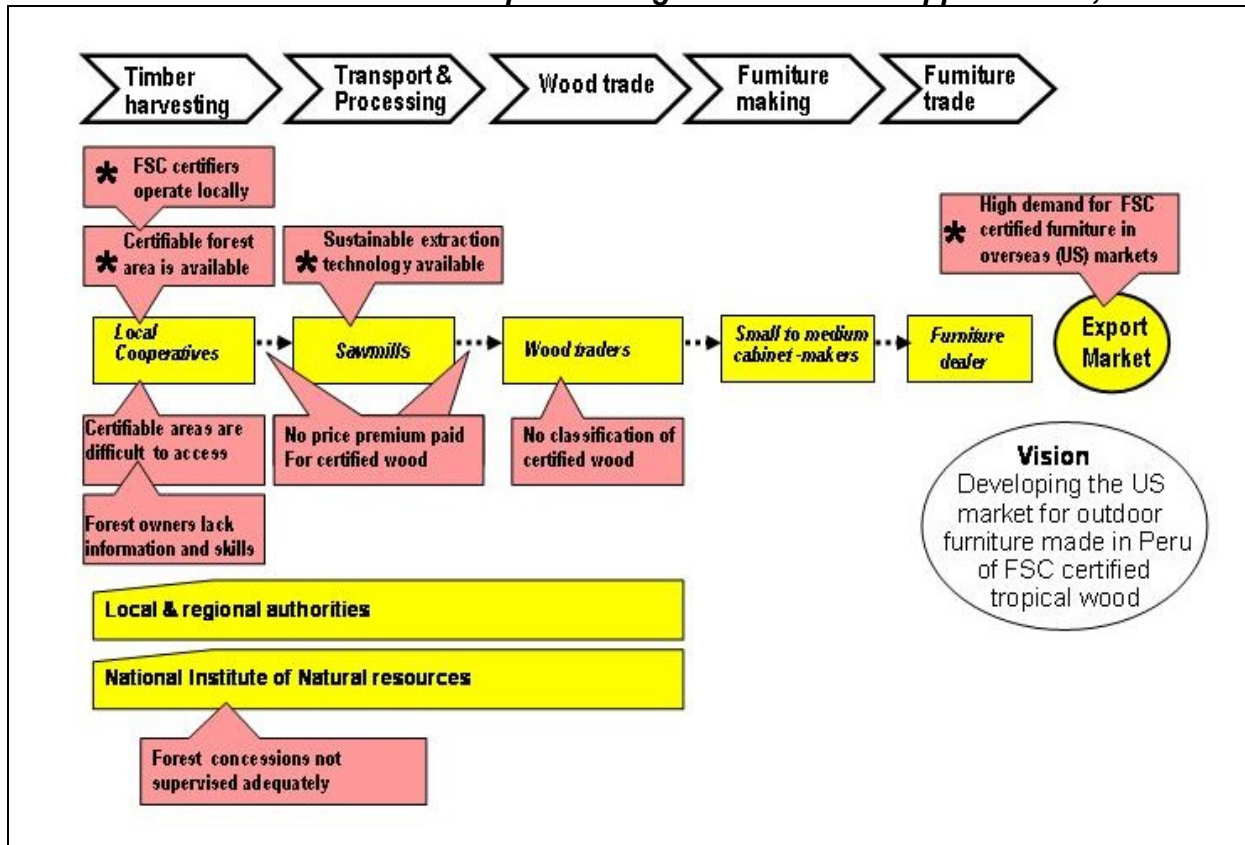 Timber
harvesting
Transport &
Processing
Wood trade
Furniture
making
Furniture
trade
* FSC certifiers
operate locally
High demand for FSC
* certified furniture in
overseas (US) markets
Certifiable forest
* area is available
Sustainable extraction
* technology available
Local
Cooperatives
Sawmills
Wood traders
Small to medium
cabinet -makers
Furniture
dealer
Export
Market
Certifiable areas are
difficult to access
No price premium paid
For certified wood
No classification of
certified wood
Forest owners lack
information and skills
Vision
Developing the US
market for outdoor
furniture made in Peru
of FSC certified
tropical wood
Local & regional authorities
National Institute of Natural resources
Forest concessions not
supervised adequately